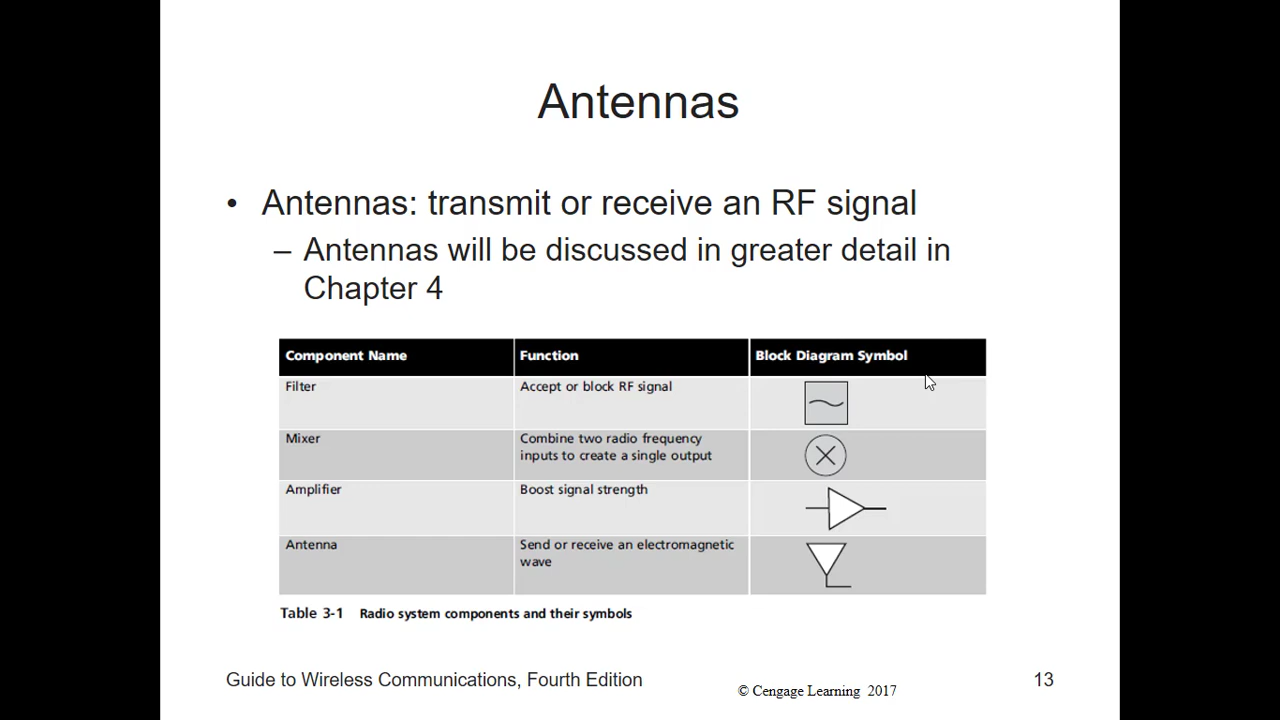 Antennas
• Antennas: transmit or receive an RF signal
– Antennas will be discussed in greater detail in
Chapter 4
Component Name Function Block Diagram Symbol
Filter Accept or block RF signal
Mixer Combine two radio frequency
inputs to create a single output
Amplifier Boost signal strength
Antenna Send or receive an electromagnetic
wave
Table 3-1 Radio system components and their symbols
Guide to Wireless Communications, Fourth Edition © Cengage Learning 2017 13